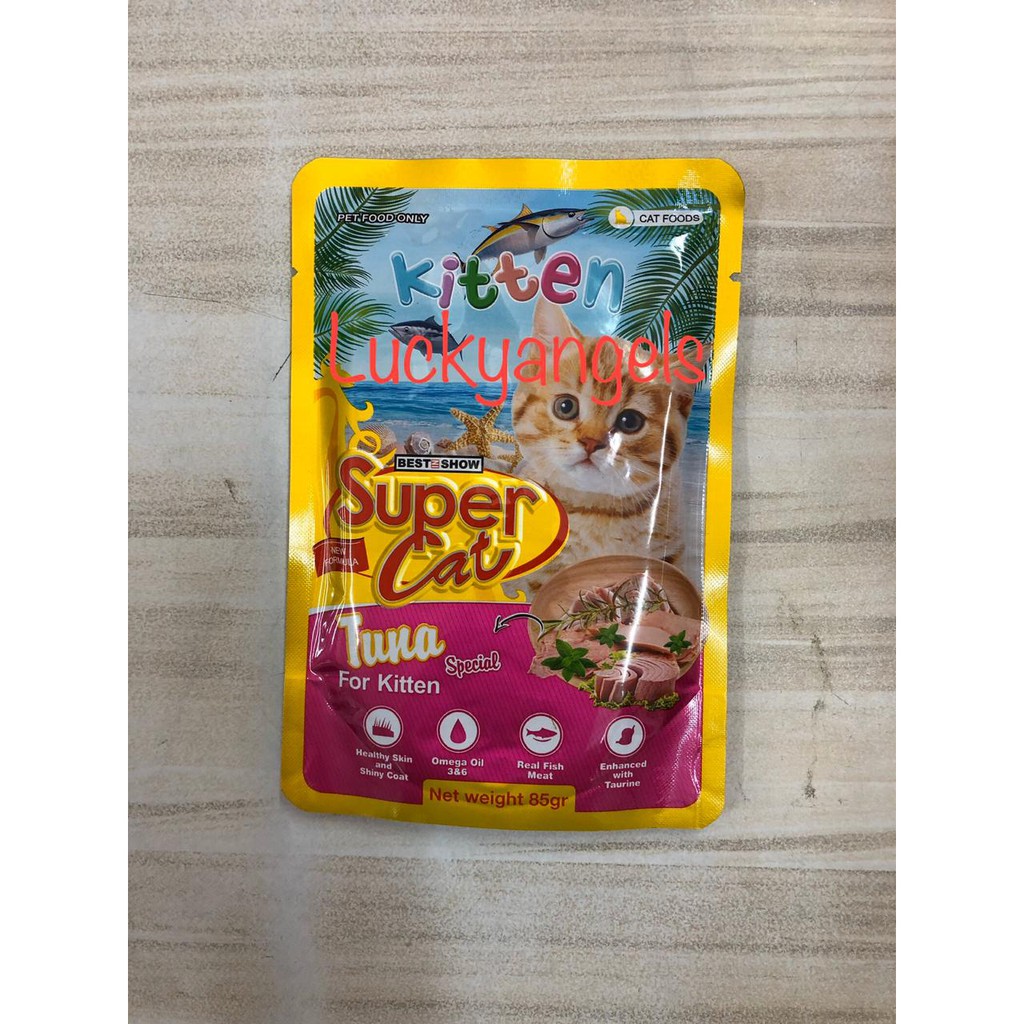 PET FOOD ONLY
CAT FOODS
Kitten
Luckyangels
BEST IN SHOW
Super
Cat
NEW
FORMULA
Tuna
Special
For Kitten
Healthy Skin
and
Shiny Coat
Omega Oil
3&6
Real Fish
Meat
Enhanced
with
Taurine
Net weight 85gr